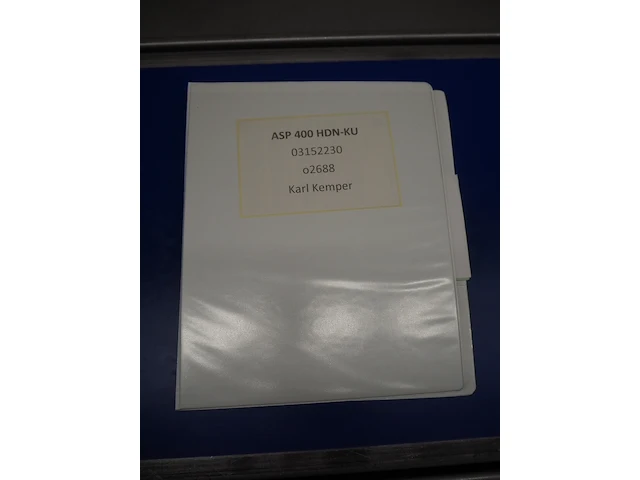 ASP 400 HDN-KU
03152230
o2688
Karl Kemper